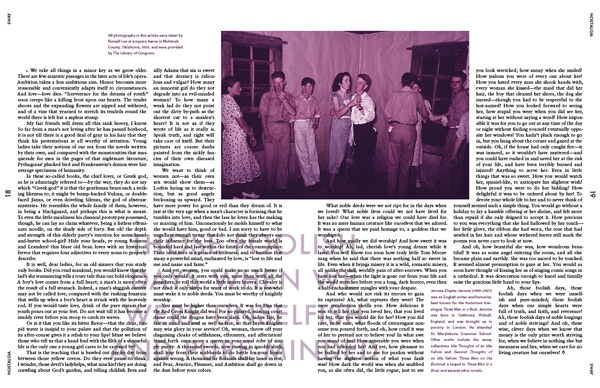 DIARY
18
NOSTALGIA
All photographs in this article were taken by
Russell Lee at a square dance in McIntosh
County, Oklahoma, 1939, and were provided
by The Library of Congress.
We take all things in a minor key as we grow older.
There are few majestic passages in the later acts of life's opera.
Ambition takes a less ambitious aim. Honor becomes more
reasonable and conveniently adapts itself to circumstances.
And love—love dies. "Irreverence for the dreams of youth"
soon creeps like a killing frost upon our hearts. The tender
shoots and the expanding flowers are nipped and withered,
and of a vine that yearned to stretch its tendrils round the
world there is left but a sapless stump.
My fair friends will deem all this rank heresy, I know.
So far from a man's not loving after he has passed boyhood,
it is not till there is a good deal of gray in his hair that they
think his protestations at all worthy of attention. Young
ladies take their notions of our sex from the novels written
by their own, and compared with the monstrosities that mas-
querade for men in the pages of that nightmare literature,
Pythagoras' plucked bird and Frankenstein's demon were fair
average specimens of humanity.
In these so-called books, the chief lover, or Greek god,
as he is admiringly referred to—by the way, they do not say
which "Greek god" it is that the gentleman bears such a strik-
ing likeness to; it might be hump-backed Vulcan, or double-
faced Janus, or even driveling Silenus, the god of abstruse
mysteries. He resembles the whole family of them, however,
in being a blackguard, and perhaps this is what is meant.
To even the little manliness his classical prototypes possessed,
though, he can lay no claim whatever, being a listless effemi-
nate noodle, on the shady side of forty. But oh! the depth
and strength of this elderly party's emotion for some bread-
and-butter school-girl! Hide your heads, ye young Romeos
and Leanders! this blasé old beau loves with an hysterical
fervor that requires four adjectives to every noun to properly
describe.
It is well, dear ladies, for us old sinners that you study
only books. Did you read mankind, you would know that the
lad's shy stammering tells a truer tale than our bold eloquence.
A boy's love comes from a full heart; a man's is more often
the result of a full stomach. Indeed, a man's sluggish current
may not be called love, compared with the rushing fountain
that wells up when a boy's heart is struck with the heavenly
rod. If you would taste love, drink of the pure stream that
youth pours out at your feet. Do not wait till it has become a
muddy river before you stoop to catch its waves.
Or is it that you like its bitter flavor—that the clear, lim-
pid water is insipid to your palate and that the pollution of
its after-course gives it a relish to your lips? Must we believe
those who tell us that a hand foul with the filth of a shameful
life is the only one a young girl cares to be caressed by?
That is the teaching that is bawled out day by day from
between those yellow covers. Do they ever pause to think,
I wonder, those devil's ladyhelps, what mischief they are doing
crawling about God's garden, and telling childish Eves and
silly Adams that sin is sweet
and that decency is ridicu-
lous and vulgar? How many
an innocent girl do they not
degrade into an evil-minded
woman? To how many a
weak lad do they not point
out the dirty by-path as the
shortest cut to a maiden's
heart? It is not as if they
wrote of life as it really is.
Speak truth, and right will
take care of itself. But their
pictures are coarse daubs
painted from the sickly fan-
cies of their own diseased
imagination.
We want to think of
women not—as their own
sex would show them—as
Lorleis luring us to destruc-
tion, but as good angels
beckoning us upward. They
have more power for good or evil than they dream of. It is
just at the very age when a man's character is forming that he
tumbles into love, and then the lass he loves has the making
or marring of him. Unconsciously he molds himself to what
she would have him, good or bad. I am sorry to have to be
ungallant enough to say that I do not think they always use
their influence for the best. Too often the female world is
bounded hard and fast within the limits of the commonplace.
Their ideal hero is a prince of littleness, and to become that
many a powerful mind, enchanted by love, is "lost to life and
use and name and fame."
And yet, women, you could make us so much better if
you only would. It rests with you, more than with all the
preachers, to roll this world a little nearer heaven. Chivalry is
not dead: it only sleeps for want of work to do. It is you who
must wake it to noble deeds. You must be worthy of knightly
worship.
You must be higher than ourselves. It was for Una that
the Red Cross Knight did war. For no painted, mincing court
dame could the dragon have been slain. Oh, ladies fair, be
fair in mind and soul as well as face, so that brave knights
may win glory in your service! Oh, woman, throw off your
disguising cloaks of selfishness, effrontery, and affectation!
Stand forth once more a queen in your royal robe of sim-
ple purity. A thousand swords, now rusting in ignoble sloth,
shall leap from their scabbards to do battle for your honor
against wrong. A thousand Sir Rolands shall lay lance in rest,
and Fear, Avarice, Pleasure, and Ambition shall go down in
the dust before your colors.
What noble deeds were we not ripe for in the days when
we loved? What noble lives could we not have lived for
her sake? Our love was a religion we could have died for.
It was no mere human creature like ourselves that we adored.
It was a queen that we paid homage to, a goddess that we
worshiped.
And how madly we did worship! And how sweet it was
to worship! Ah, lad, cherish love's young dream while it
lasts! You will know too soon how truly little Tom Moore
sang when he said that there was nothing half so sweet in
life. Even when it brings misery it is a wild, romantic misery,
all unlike the dull, worldly pain of after-sorrows. When you
have lost her—when the light is gone out from your life and
the world stretches before you a long, dark horror, even then
a half-enchantment mingles with your despair.
And who would not risk its terrors to gain
its raptures? Ah, what raptures they were! The
mere recollection thrills you. How delicious it
was to tell her that you loved her, that you lived
for her, that you would die for her! How you did
rave, to be sure, what floods of extravagant non-
sense you poured forth, and oh, how cruel it was
of her to pretend not to believe you! In what awe
you stood of her! How miserable you were when
you had offended her! And yet, how pleasant to
be bullied by her and to sue for pardon without
having the slightest notion of what your fault
was! How dark the world was when she snubbed
you, as she often did, the little rogue, just to see
you look wretched; how sunny when she smiled!
How jealous you were of every one about her!
How you hated every man she shook hands with,
every woman she kissed—the maid that did her
hair, the boy that cleaned her shoes, the dog she
nursed—though you had to be respectful to the
last-named! How you looked forward to seeing
her, how stupid you were when you did see her,
staring at her without saying a word! How impos-
sible it was for you to go out at any time of the day
or night without finding yourself eventually oppo-
site her windows! You hadn't pluck enough to go
in, but you hung about the corner and gazed at the
outside. Oh, if the house had only caught fire—it
was insured, so it wouldn't have mattered—and
you could have rushed in and saved her at the risk
of your life, and have been terribly burned and
injured! Anything to serve her. Even in little
things that was so sweet. How you would watch
her, spaniel-like, to anticipate her slightest wish!
How proud you were to do her bidding! How
delightful it was to be ordered about by her! To
devote your whole life to her and to never think of
yourself seemed such a simple thing. You would go without a
holiday to lay a humble offering at her shrine, and felt more
than repaid if she only deigned to accept it. How precious
to you was everything that she had hallowed by her touch—
her little glove, the ribbon she had worn, the rose that had
nestled in her hair and whose withered leaves still mark the
poems you never care to look at now.
And oh, how beautiful she was, how wondrous beau-
tiful! It was as some angel entering the room, and all else
became plain and earthly. She was too sacred to be touched.
It seemed almost presumption to gaze at her. You would as
soon have thought of kissing her as of singing comic songs in
a cathedral. It was desecration enough to kneel and timidly
raise the gracious little hand to your lips.
Ah, those foolish days, those
foolish days when we were unself-
ish and pure-minded; those foolish
days when our simple hearts were
full of truth, and faith, and reverence!
Ah, those foolish days of noble longings
and of noble strivings! And oh, these
wise, clever days when we know that
money is the only prize worth striving
for, when we believe in nothing else but
meanness and lies, when we care for no
living creature but ourselves!
Jerome Klapka Jerome (1859-1927)
was an English writer and humorist,
best known for the humorous trav-
elogue Three Men in a Boat. Jerome
was born in Caldmore, Walsall,
England, and was brought up in
poverty in London. He attended
St. Marylebone Grammar School.
Other works include the essay
collections Idle Thoughts of an Idle
Fellow and Second Thoughts of
an Idle Fellow; Three Men on the
Bummel, a sequel to Three Men in a
Boat; and several other novels.
NOSTALGIA
19
DIARY